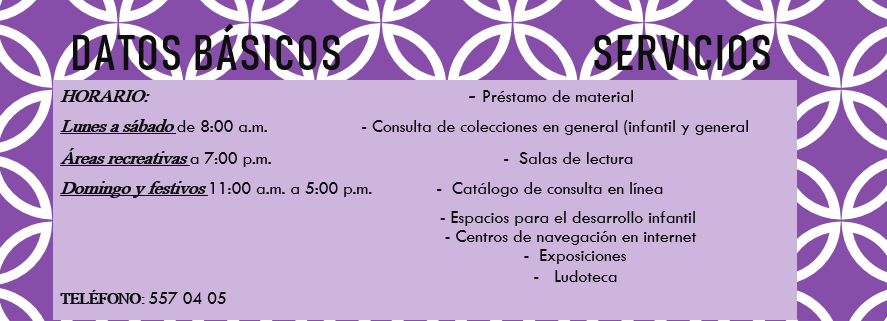 DATOS BÁSICOS
SERVICIOS
HORARIO:
Lunes a sábado de 8:00 a.m.
Áreas recreativas a 7:00 p.m.
Domingo y festivos 11:00 a.m. a 5:00 p.m.
TELÉFONO: 557 04 05
- Préstamo de material
- Consulta de colecciones en general (infantil y general
- Salas de lectura
- Catálogo de consulta en línea
- Espacios para el desarrollo infantil
- Centros de navegación en internet
- Exposiciones
- Ludoteca